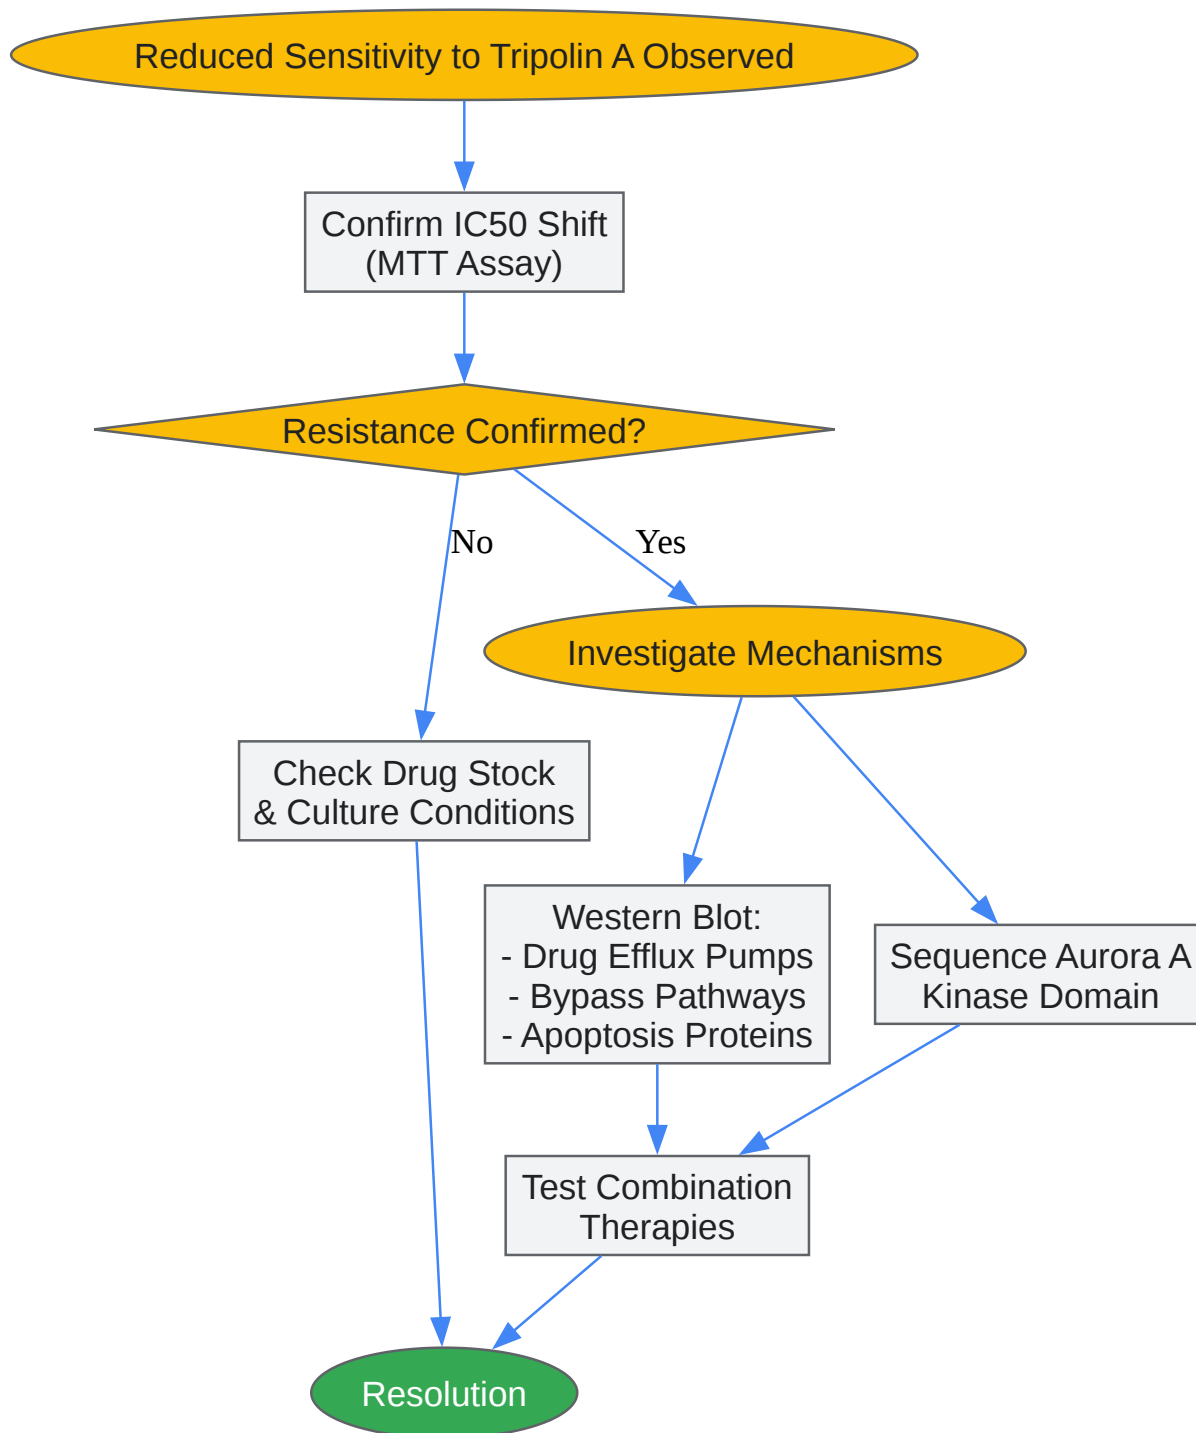 Reduced Sensitivity to Tripolin A Observed
Confirm IC50 Shift
(MTT Assay)
Resistance Confirmed?
No
Yes
Investigate Mechanisms
Check Drug Stock
& Culture Conditions
Western Blot:
- Drug Efflux Pumps
- Bypass Pathways
- Apoptosis Proteins
Sequence Aurora A
Kinase Domain
Test Combination
Therapies
Resolution